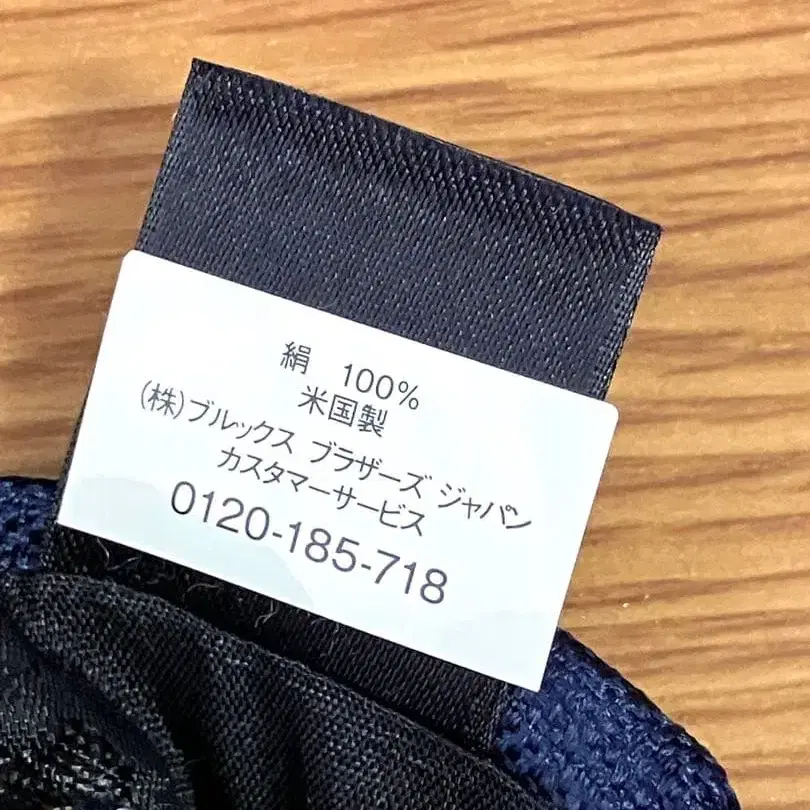 絹 100%
米国製
(株)ブルックス ブラザーズ ジャパン
カスタマーサービス
0120-185-718